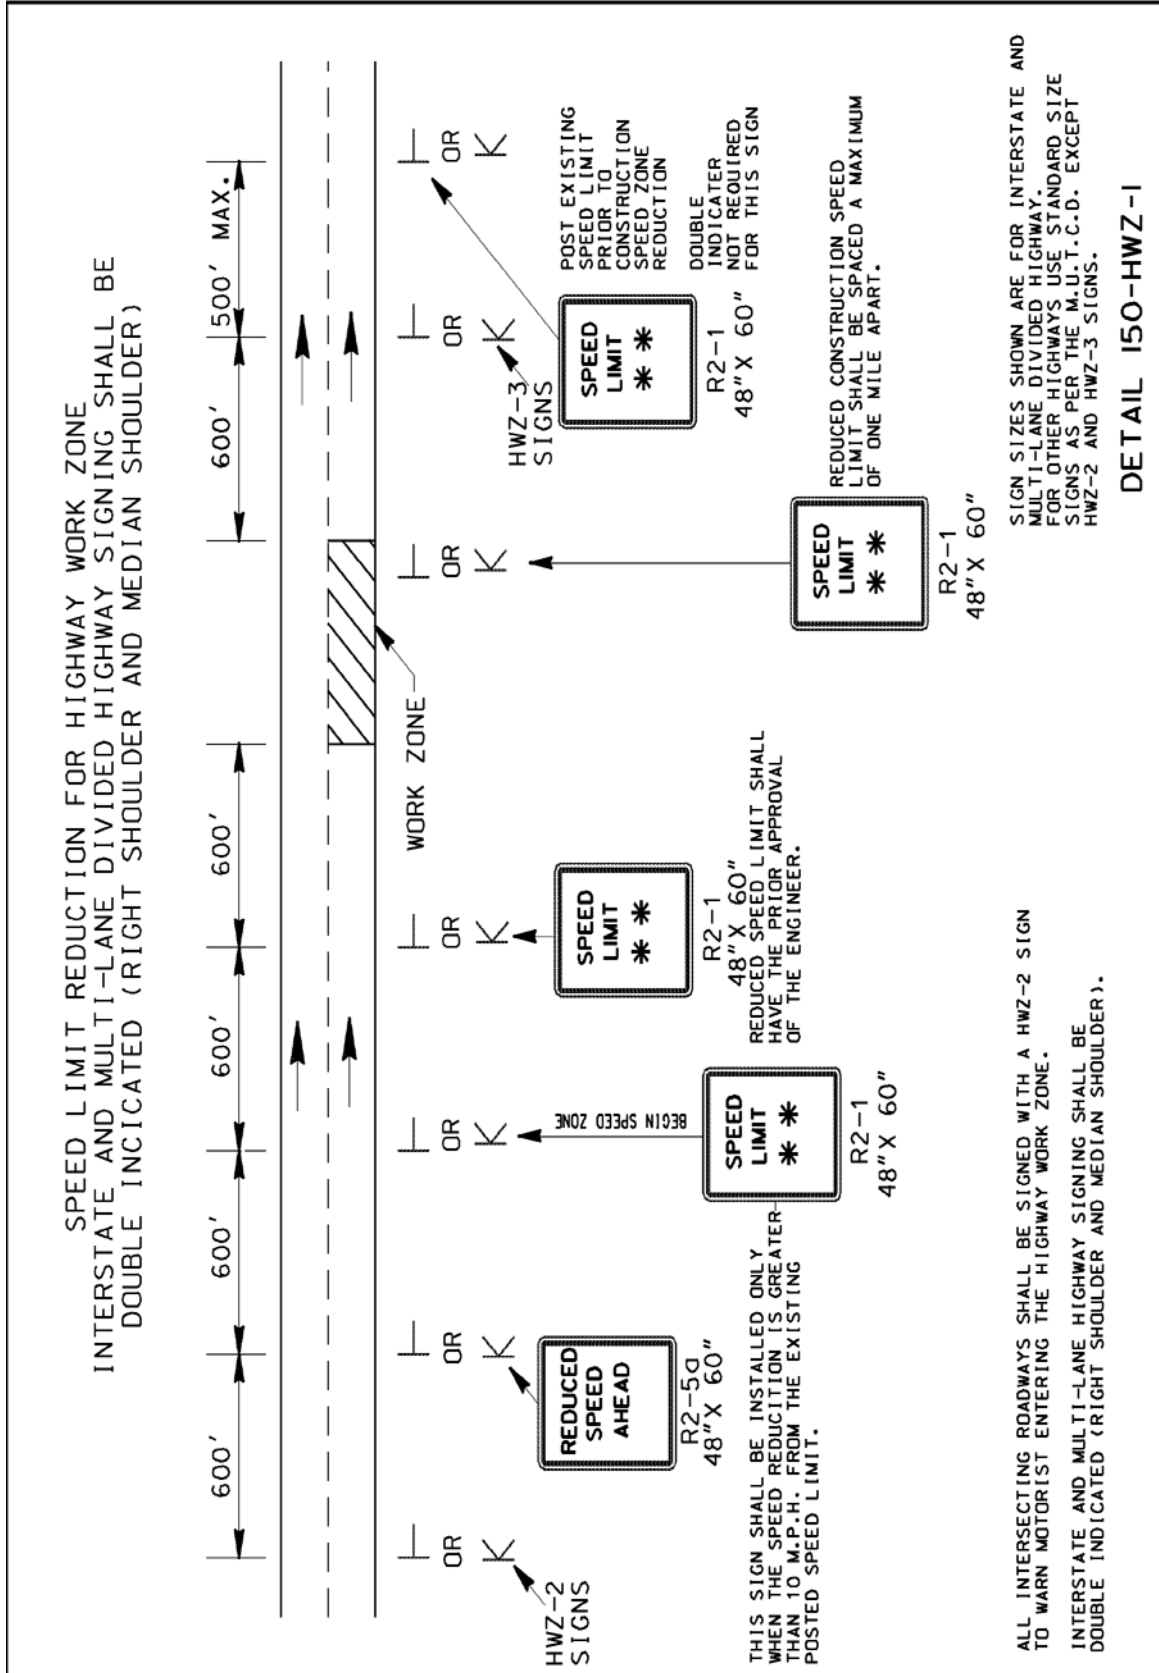 SPEED LIMIT REDUCTION FOR HIGHWAY WORK ZONE
INTERSTATE AND MULTI-LANE DIVIDED HIGHWAY SIGNING SHALL BE
DOUBLE INCICATED (RIGHT SHOULDER AND MEDIAN SHOULDER)
600'
600'
600'
600'
600'
500' MAX.
OR
OR
OR
OR
OR
OR
OR
HWZ-2
SIGNS
REDUCED
SPEED
AHEAD
R2-5a
48"X 60"
BEGIN SPEED ZONE
SPEED
LIMIT
* *
R2-1
48"X 60"
THIS SIGN SHALL BE INSTALLED ONLY
WHEN THE SPEED REDUCTION IS GREATER
THAN 10 M.P.H. FROM THE EXISTING
POSTED SPEED LIMIT.
SPEED
LIMIT
* *
R2-1
48"X 60"
REDUCED SPEED LIMIT SHALL
HAVE THE PRIOR APPROVAL
OF THE ENGINEER.
WORK ZONE
SPEED
LIMIT
* *
R2-1
48"X 60"
REDUCED CONSTRUCTION SPEED
LIMIT SHALL BE SPACED A MAXIMUM
OF ONE MILE APART.
HWZ-3
SIGNS
SPEED
LIMIT
* *
R2-1
48"X 60"
POST EXISTING
SPEED LIMIT
PRIOR TO
CONSTRUCTION
SPEED ZONE
REDUCTION
DOUBLE
INDICATER
NOT REQUIRED
FOR THIS SIGN
ALL INTERSECTING ROADWAYS SHALL BE SIGNED WITH A HWZ-2 SIGN
TO WARN MOTORIST ENTERING THE HIGHWAY WORK ZONE.
INTERSTATE AND MULTI-LANE HIGHWAY SIGNING SHALL BE
DOUBLE INDICATED (RIGHT SHOULDER AND MEDIAN SHOULDER).
SIGN SIZES SHOWN ARE FOR INTERSTATE AND
MULTI-LANE DIVIDED HIGHWAY.
FOR OTHER HIGHWAYS USE STANDARD SIZE
SIGNS AS PER THE M.U.T.C.D. EXCEPT
HWZ-2 AND HWZ-3 SIGNS.
DETAIL 150-HWZ-1